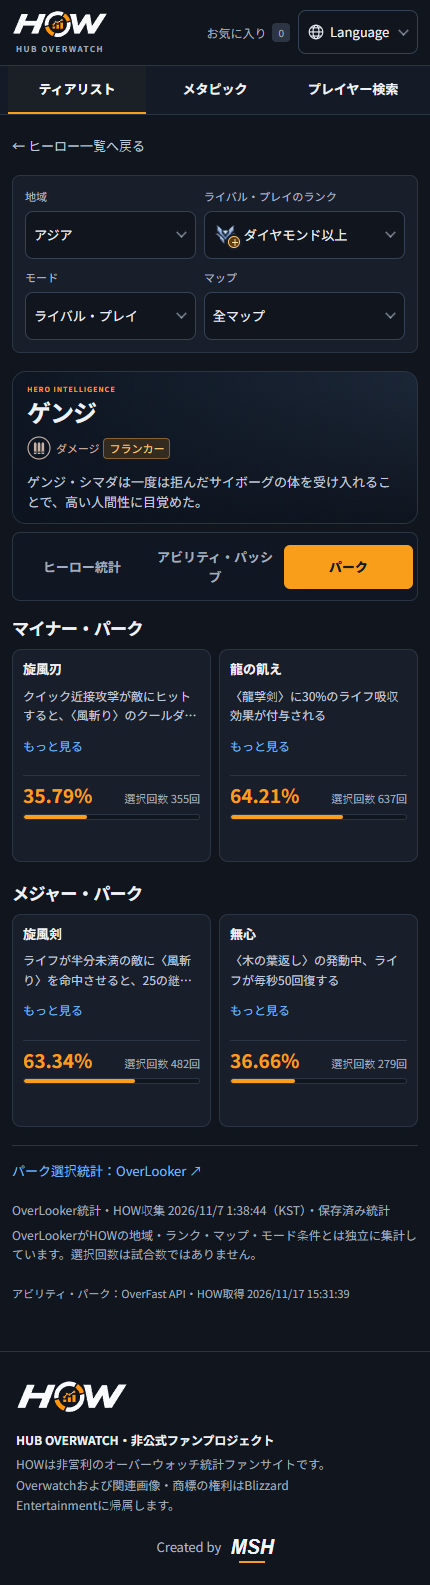 HOW
HUB OVERWATCH
お気に入り 0
Language
ティアリスト メタピック プレイヤー検索
← ヒーロー一覧へ戻る
地域 ライバル・プレイのランク
アジア ダイヤモンド以上
モード マップ
ライバル・プレイ 全マップ
HERO INTELLIGENCE
ゲンジ
ダメージ フランカー
ゲンジ・シマダは一度は拒んだサイボーグの体を受け入れるこ
とで、高い人間性に目覚めた。
ヒーロー統計 アビリティ・パッシ
ブ
パーク
マイナー・パーク
旋風刃
クイック近接攻撃が敵にヒット
すると、〈風斬り〉のクールダ…
もっと見る
35.79% 選択回数 355回
龍の飢え
〈龍撃剣〉に30%のライフ吸収
効果が付与される
もっと見る
64.21% 選択回数 637回
メジャー・パーク
旋風剣
ライフが半分未満の敵に〈風斬
り〉を命中させると、25の継…
もっと見る
63.34% 選択回数 482回
無心
〈木の葉返し〉の発動中、ライ
フが毎秒50回復する
もっと見る
36.66% 選択回数 279回
パーク選択統計：OverLooker ↗
OverLooker統計・HOW収集 2026/11/7 1:38:44（KST）・保存済み統計
OverLookerがHOWの地域・ランク・マップ・モード条件とは独立に集計し
ています。選択回数は試合数ではありません。
アビリティ・パーク：OverFast API・HOW取得 2026/11/17 15:31:39
HOW
HUB OVERWATCH・非公式ファンプロジェクト
HOWは非営利のオーバーウォッチ統計ファンサイトです。
Overwatchおよび関連画像・商標の権利はBlizzard
Entertainmentに帰属します。
Created by MSH